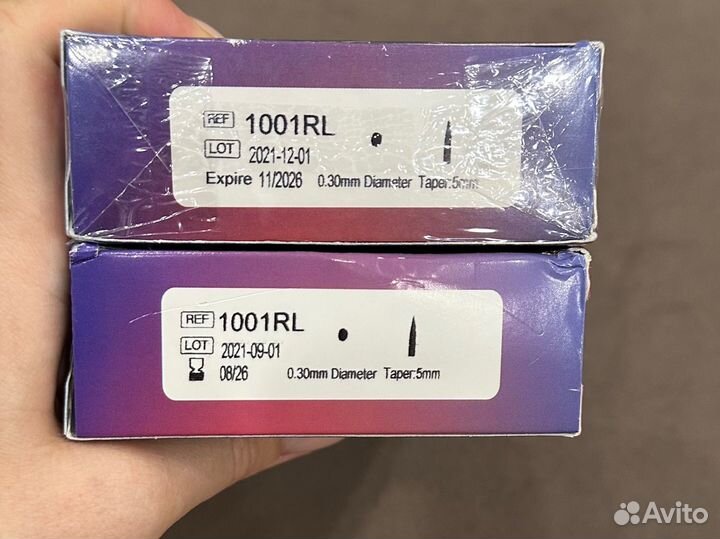 REF 1001RL
LOT 2021-12-01
Expire 11/2026 0.30mm Diameter Taper:5mm
REF 1001RL
LOT 2021-09-01
08/26 0.30mm Diameter Taper:5mm
Avito